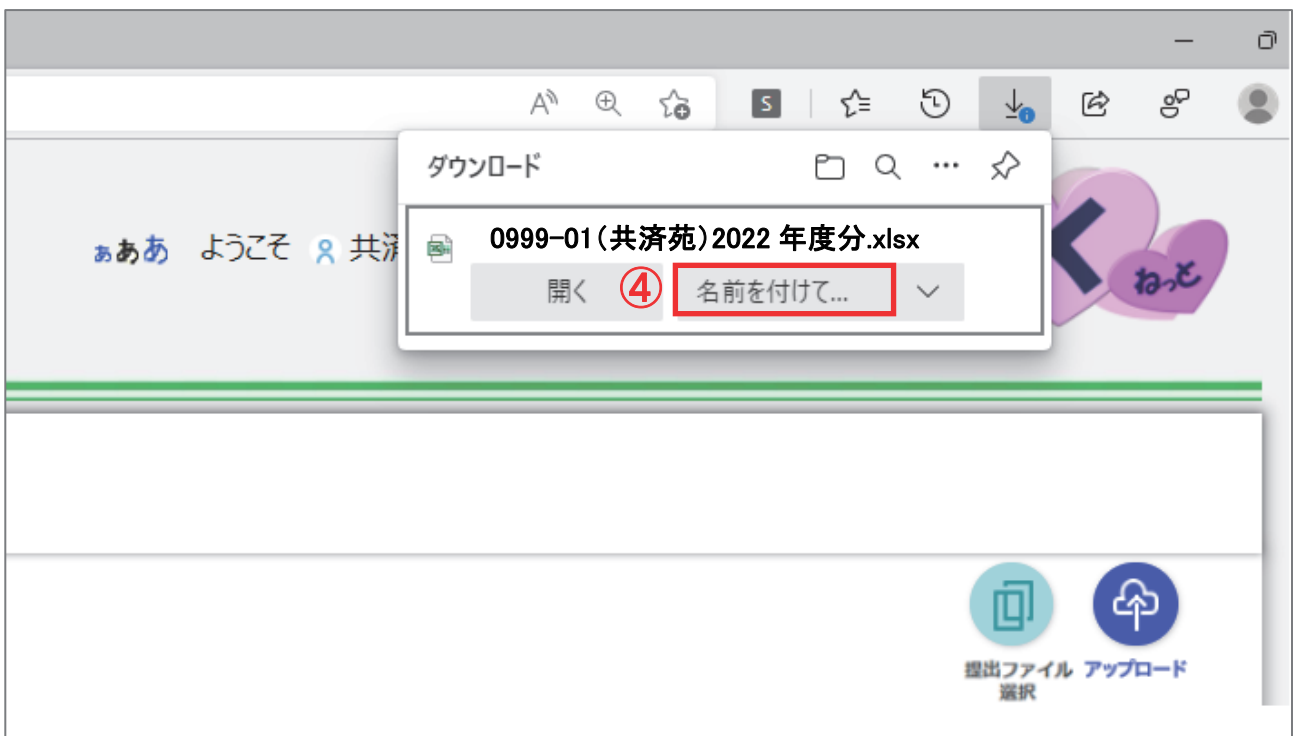 S
ダウンロード
0999-01（共済苑）2022 年度分.xlsx
ぁああ ようこそ 共済
開く ④ 名前を付けて...
く
ねっと
提出ファイル
選択
アップロード